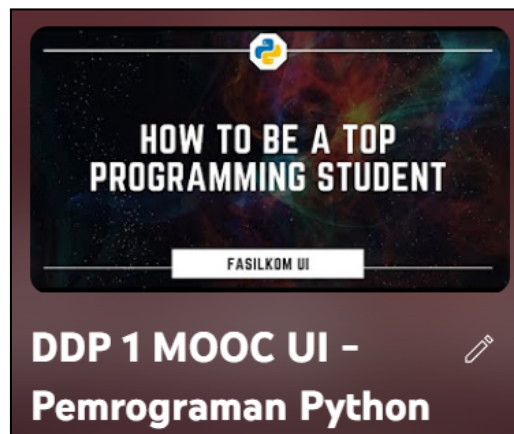 HOW TO BE A TOP
PROGRAMMING STUDENT
FASILKOM UI
DDP 1 MOOC UI -
Pemrograman Python